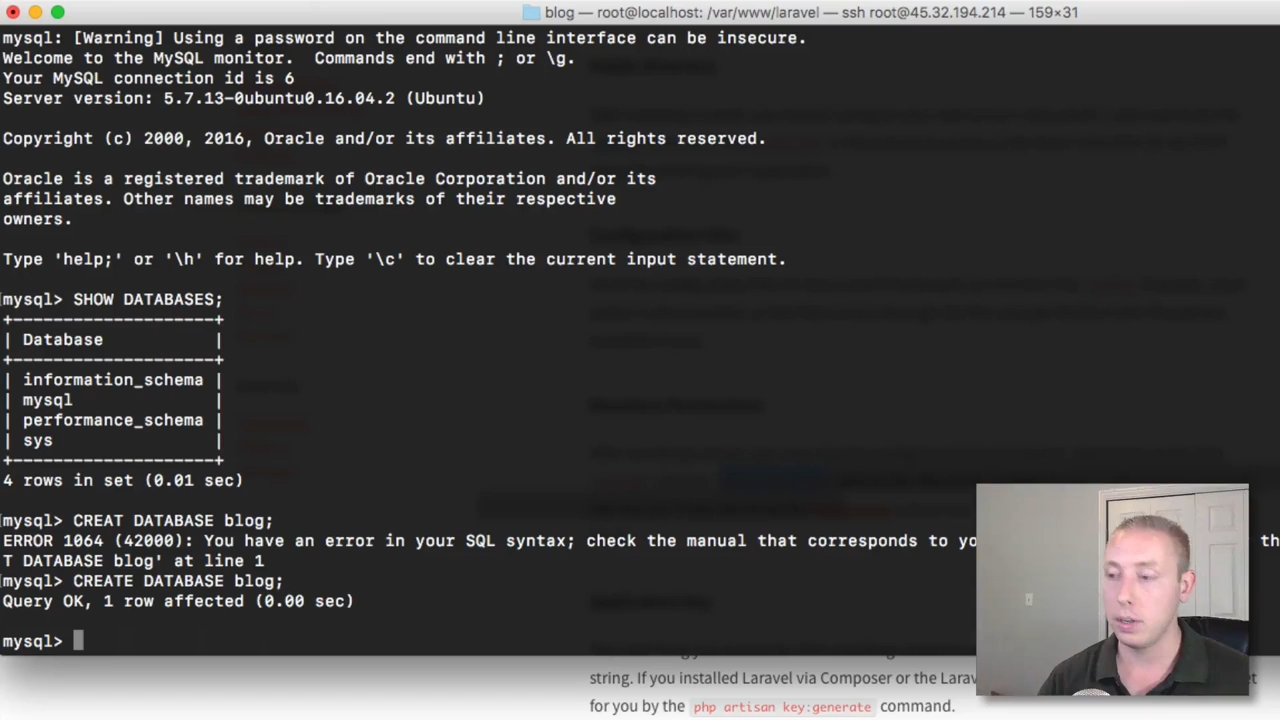 blog — root@localhost: /var/www/laravel — ssh root@45.32.194.214 — 159×31
mysql: [Warning] Using a password on the command line interface can be insecure.
Welcome to the MySQL monitor.  Commands end with ; or \g.
Your MySQL connection id is 6
Server version: 5.7.13-0ubuntu0.16.04.2 (Ubuntu)
Copyright (c) 2000, 2016, Oracle and/or its affiliates. All rights reserved.
Oracle is a registered trademark of Oracle Corporation and/or its
affiliates. Other names may be trademarks of their respective
owners.
Type 'help;' or '\h' for help. Type '\c' to clear the current input statement.
mysql> SHOW DATABASES;
+--------------------+
| Database           |
+--------------------+
| information_schema |
| mysql              |
| performance_schema |
| sys                |
+--------------------+
4 rows in set (0.01 sec)
mysql> CREAT DATABASE blog;
ERROR 1064 (42000): You have an error in your SQL syntax; check the manual that corresponds to yo th
T DATABASE blog' at line 1
mysql> CREATE DATABASE blog;
Query OK, 1 row affected (0.00 sec)
mysql>
string. If you installed Laravel via Composer or the Larav et
for you by the php artisan key:generate command.